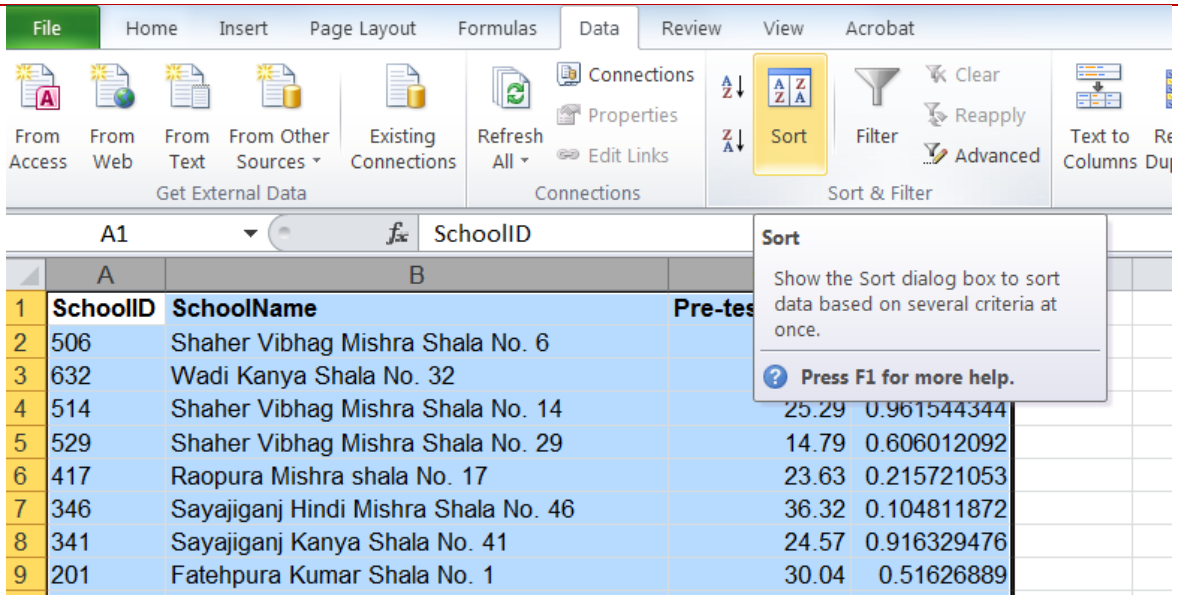 File Home Insert Page Layout Formulas Data Review View Acrobat
From Access
From Web
From Text
From Other Sources
Existing Connections
Get External Data
Refresh All
Connections
Properties
Edit Links
Connections
A Z
Z A
A Z Z A
Sort
Filter
Clear
Reapply
Advanced
Sort & Filter
Text to Columns
A1 fx SchoolID
Sort
Show the Sort dialog box to sort
data based on several criteria at
once.
? Press F1 for more help.
A B
1 SchoolID SchoolName Pre-tes
2 506 Shaher Vibhag Mishra Shala No. 6
3 632 Wadi Kanya Shala No. 32
4 514 Shaher Vibhag Mishra Shala No. 14 25.29 0.961544344
5 529 Shaher Vibhag Mishra Shala No. 29 14.79 0.606012092
6 417 Raopura Mishra shala No. 17 23.63 0.215721053
7 346 Sayajiganj Hindi Mishra Shala No. 46 36.32 0.104811872
8 341 Sayajiganj Kanya Shala No. 41 24.57 0.916329476
9 201 Fatehpura Kumar Shala No. 1 30.04 0.51626889